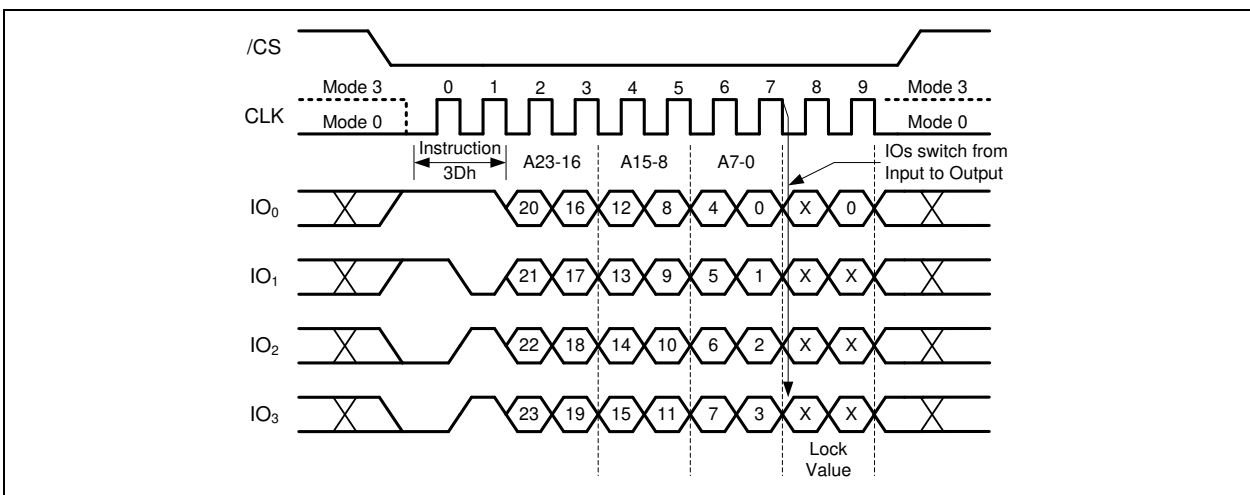 /CS
Mode 3 0 1 2 3 4 5 6 7 8 9 Mode 3
CLK
Mode 0 Mode 0
Instruction
3Dh
A23-16 A15-8 A7-0
IOs switch from
Input to Output
IO₀ 20 16 12 8 4 0 X 0
IO₁ 21 17 13 9 5 1 X X
IO₂ 22 18 14 10 6 2 X X
IO₃ 23 19 15 11 7 3 X X
Lock
Value